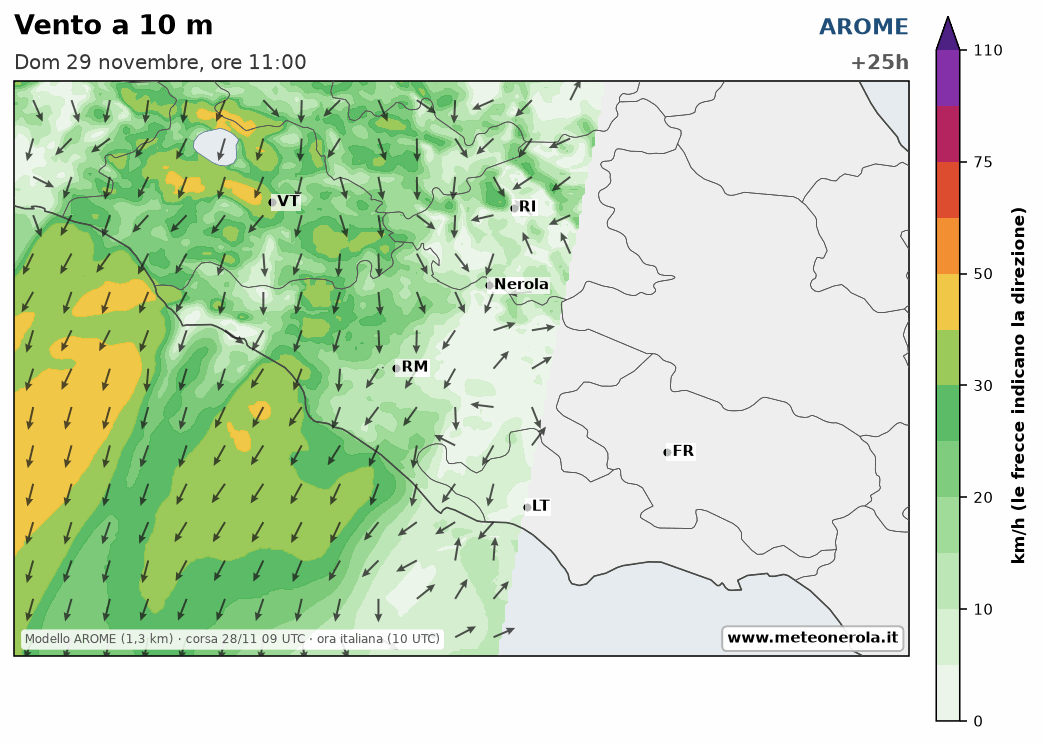 Vento a 10 m
AROME
Dom 29 novembre, ore 11:00
+25h
VT
RI
Nerola
RM
FR
LT
Modello AROME (1,3 km) · corsa 28/11 09 UTC · ora italiana (10 UTC)
www.meteonerola.it
110
75
50
30
20
10
0
km/h (le frecce indicano la direzione)